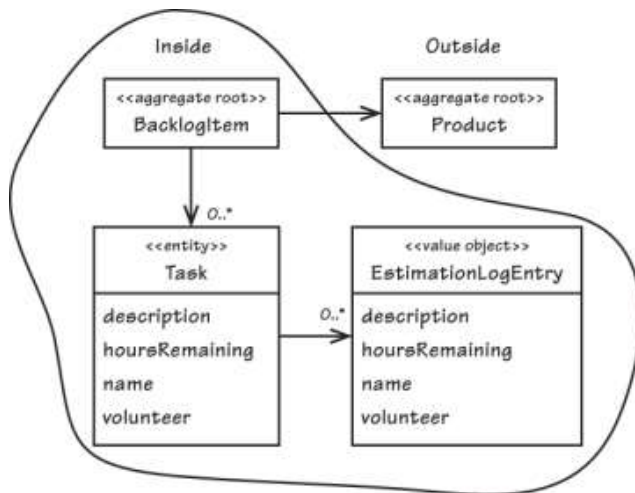 Inside
Outside
<<aggregate root>>
BacklogItem
<<aggregate root>>
Product
0..*
<<entity>>
Task
description
hoursRemaining
name
volunteer
0..*
<<value object>>
EstimationLogEntry
description
hoursRemaining
name
volunteer